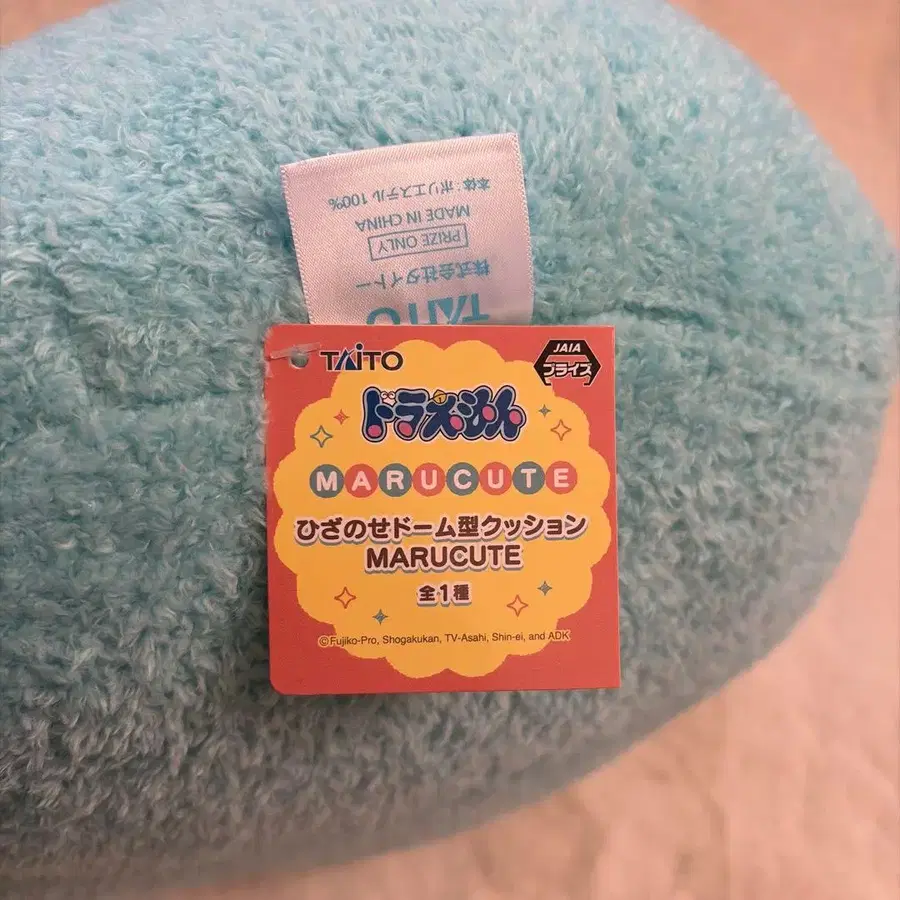 本体:ポリエステル 100%
MADE IN CHINA
PRIZE ONLY
株式会社タイトー
TAITO
TAITO
JAIA
プライズ
ドラえもん
MARUCUTE
ひざのせドーム型クッション
MARUCUTE
全1種
©Fujiko-Pro, Shogakukan, TV-Asahi, Shin-ei, and ADK